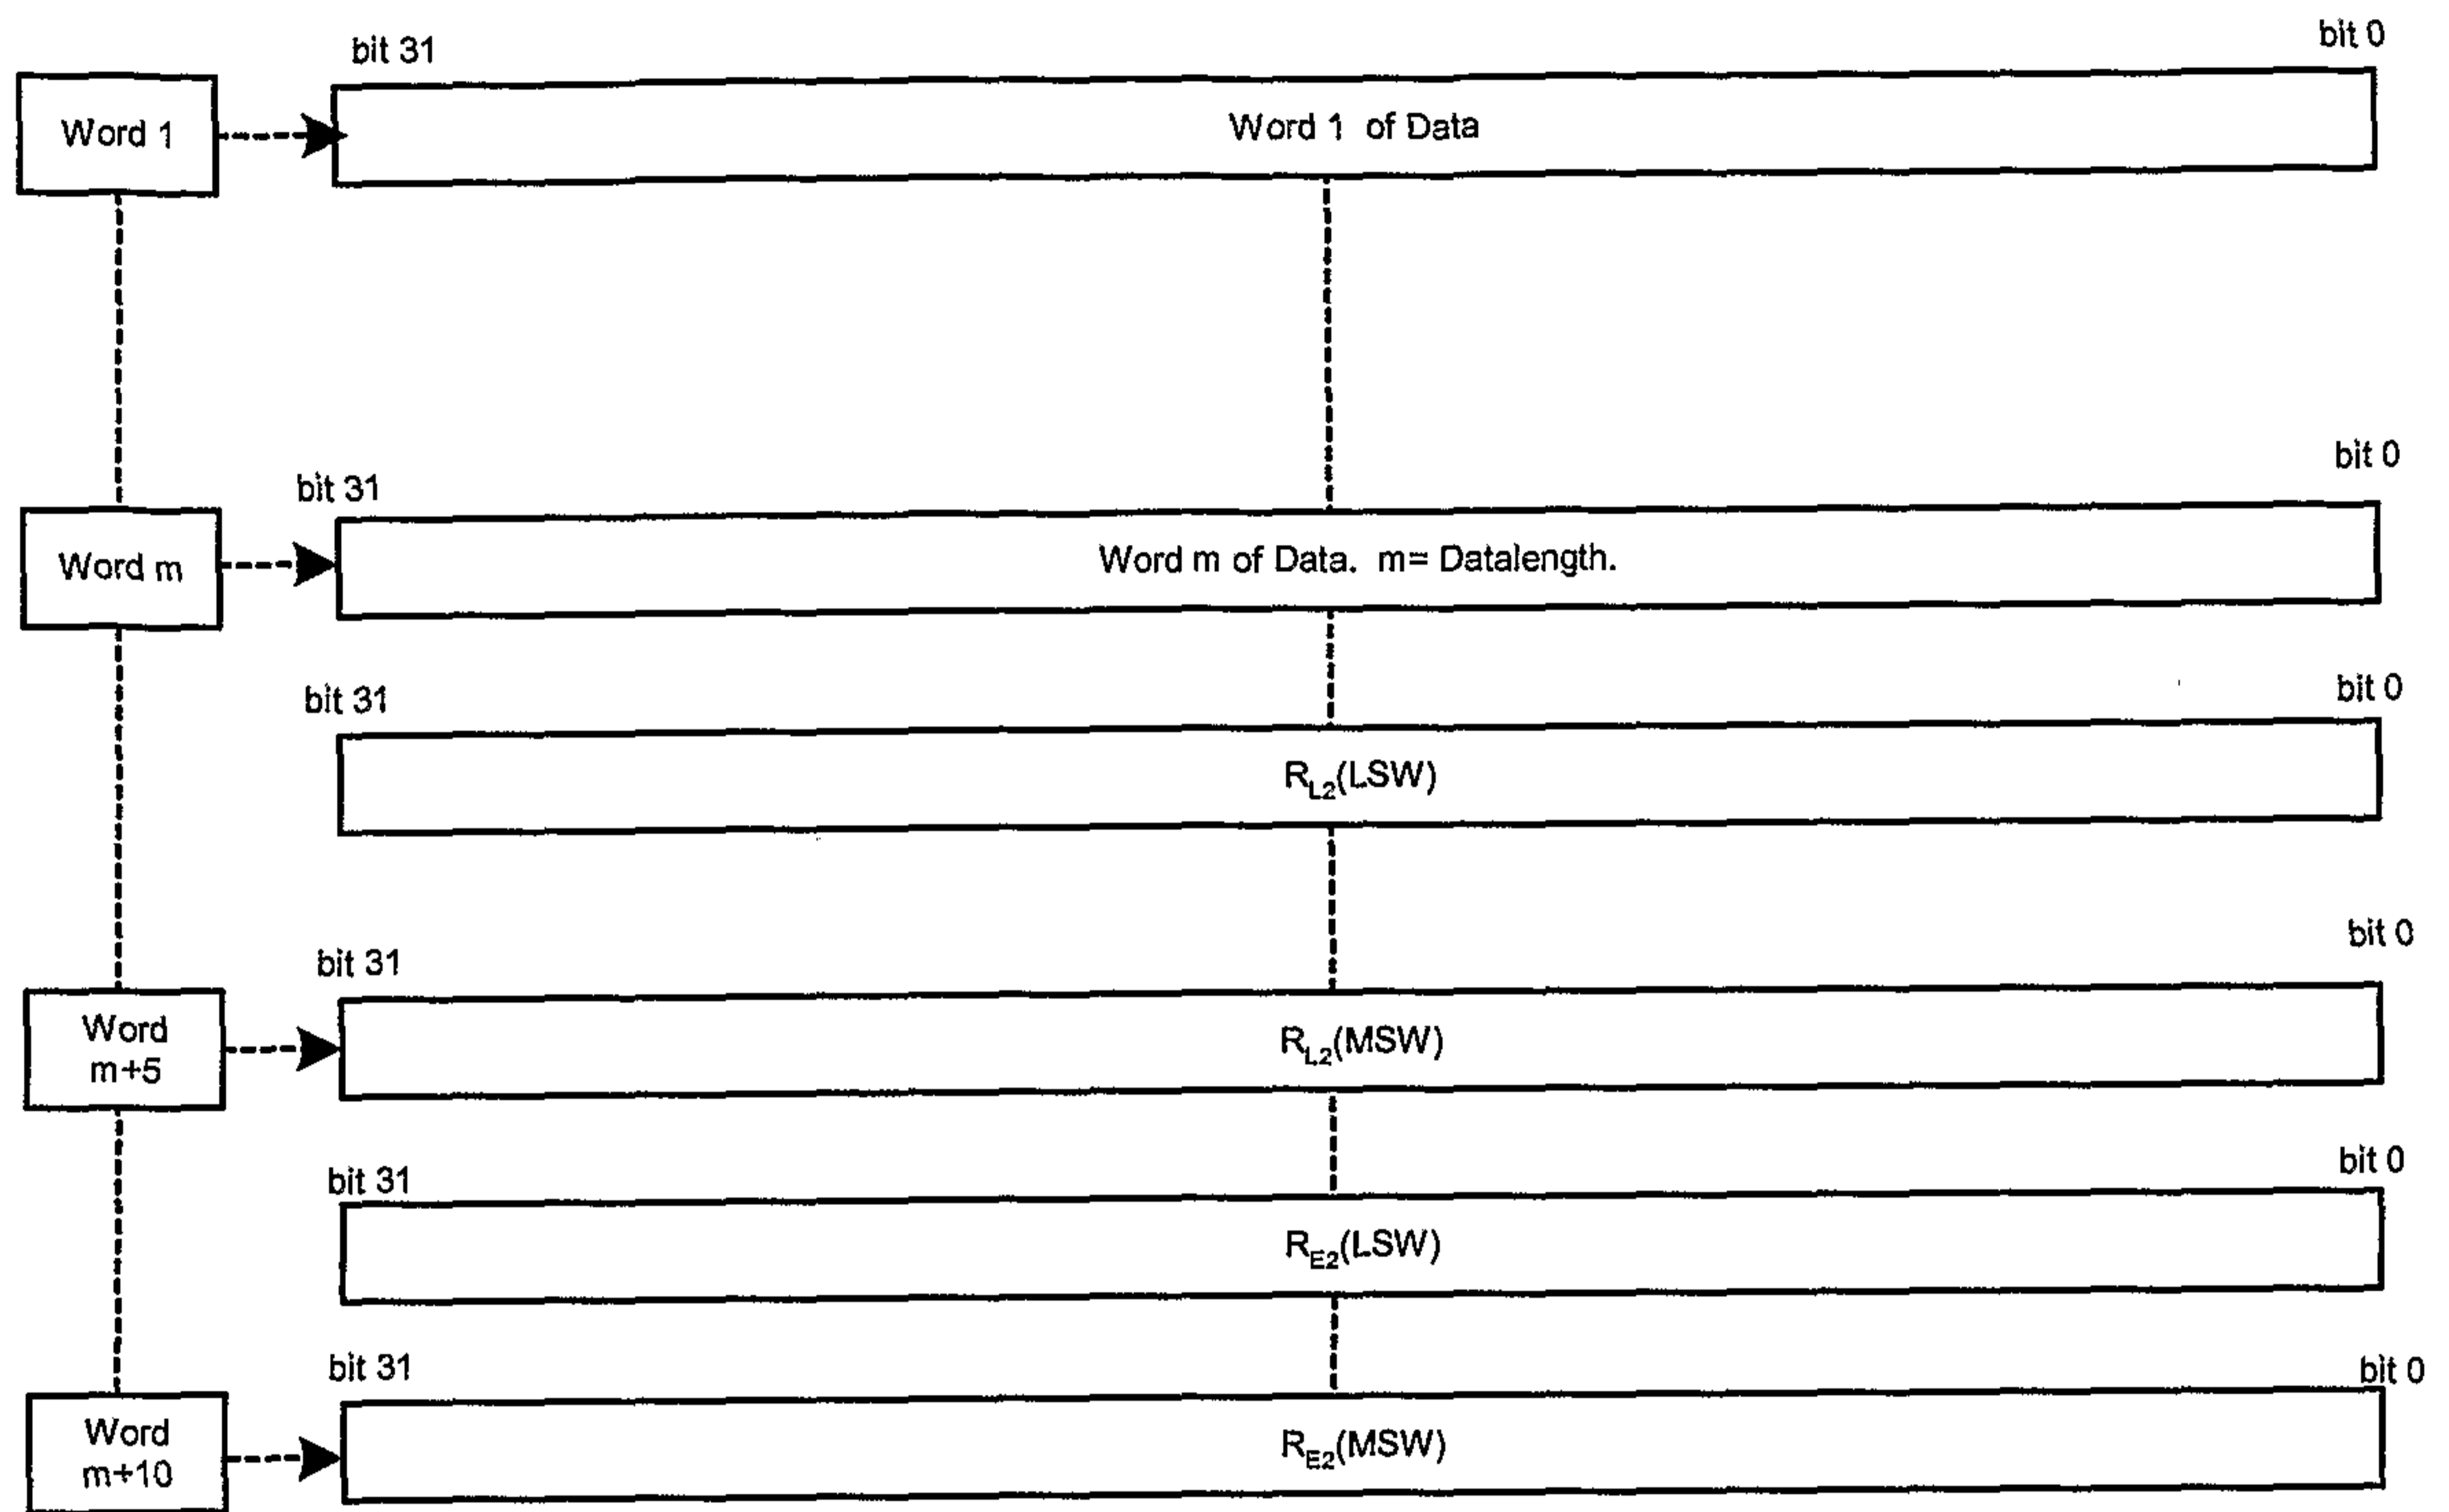 bit 31
bit 0
Word 1
Word 1 of Data
bit 31
bit 0
Word m
Word m of Data. m= Datalength.
bit 31
bit 0
RL2(LSW)
bit 31
bit 0
Word
m+5
RL2(MSW)
bit 31
bit 0
RE2(LSW)
bit 31
bit 0
Word
m+10
RE2(MSW)